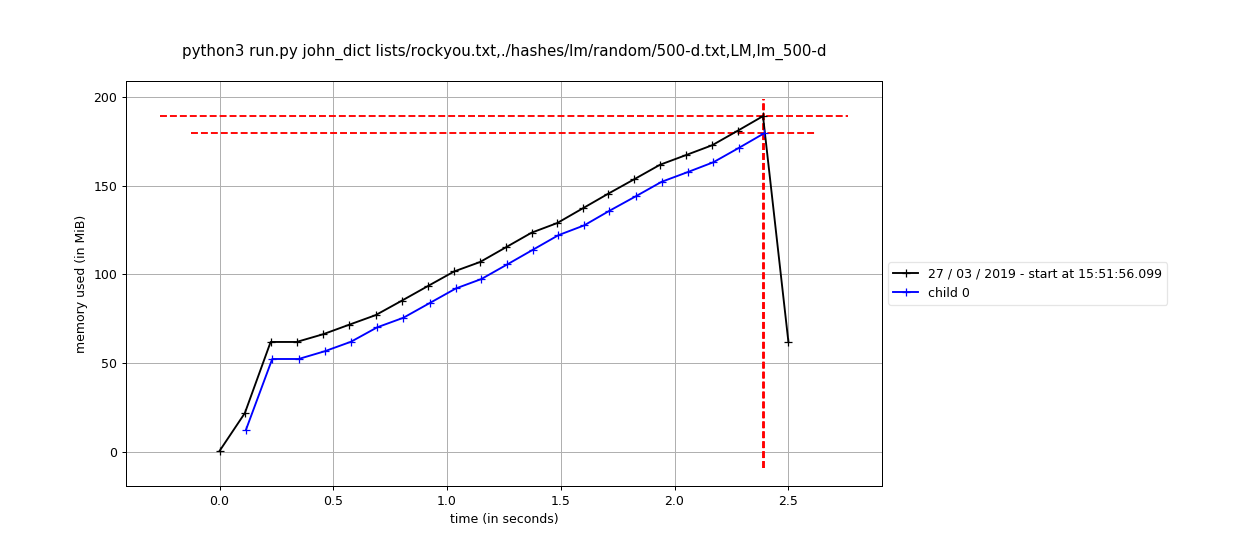 python3 run.py john_dict lists/rockyou.txt,./hashes/lm/random/500-d.txt,LM,lm_500-d
200
150
100
50
0
memory used (in MiB)
0.0 0.5 1.0 1.5 2.0 2.5
time (in seconds)
27 / 03 / 2019 - start at 15:51:56.099
child 0